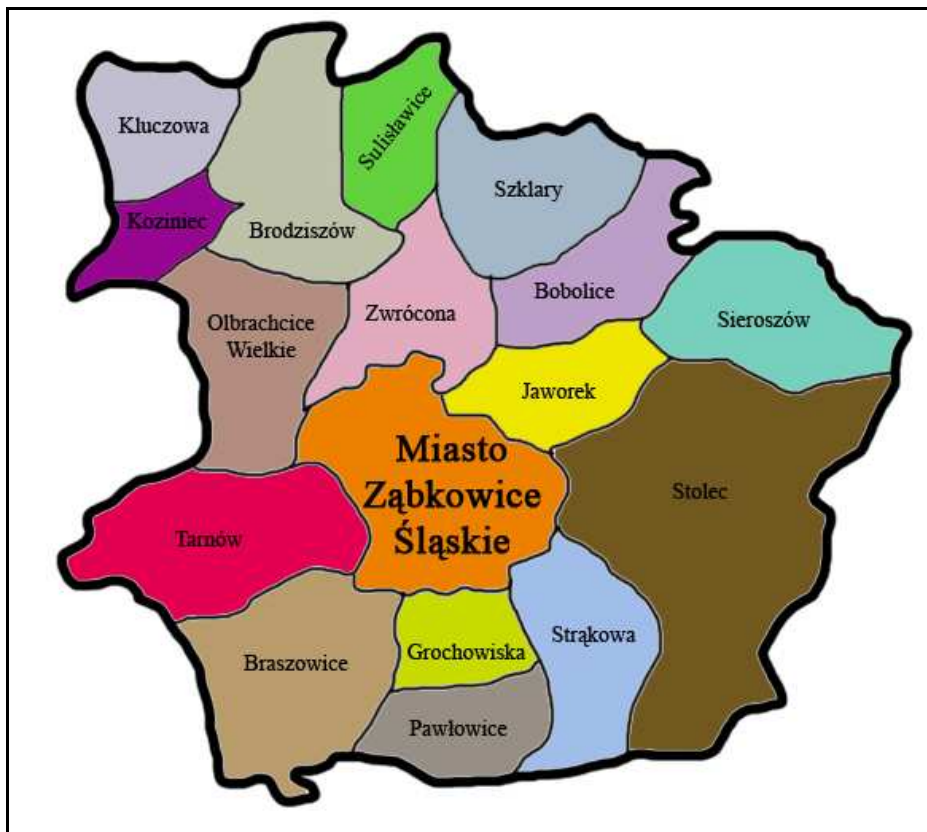 Kluczowa
Sulisławice
Szklary
Koziniec
Brodziszów
Bobolice
Olbrachcice
Wielkie
Zwrócona
Sieroszów
Jaworek
Miasto
Ząbkowice
Śląskie
Stolec
Tarnów
Strąkowa
Grochowiska
Braszowice
Pawłowice